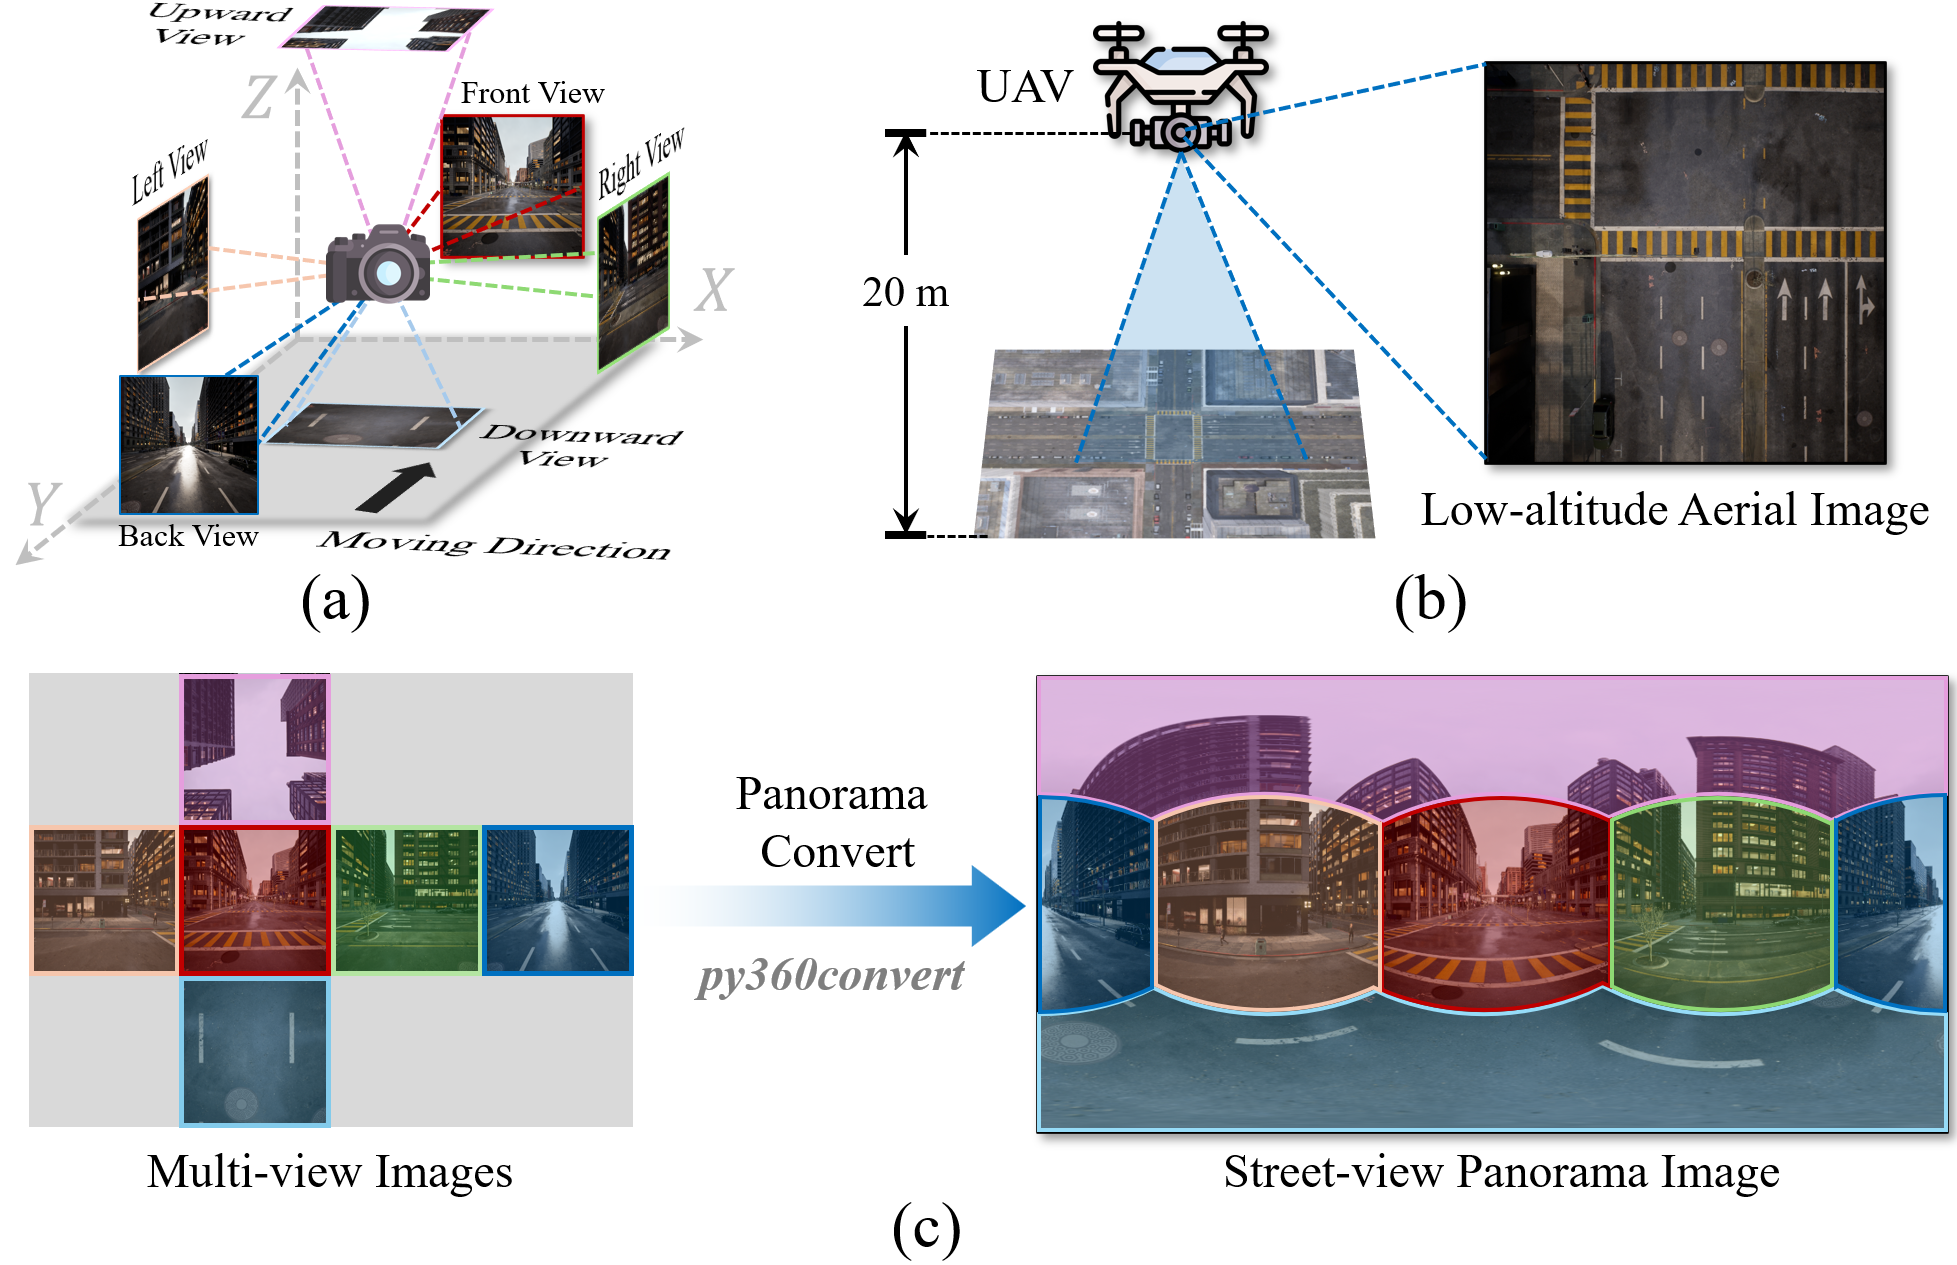 Upward
View
Z
Front View
Left View
Right View
X
Y
Downward
View
Back View
Moving Direction
(a)
UAV
20 m
Low-altitude Aerial Image
(b)
Panorama
Convert
py360convert
Multi-view Images
Street-view Panorama Image
(c)